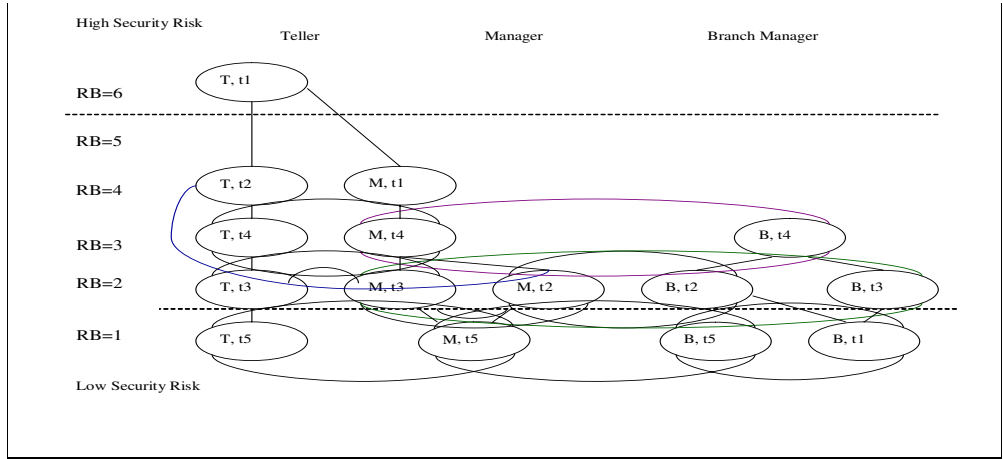 High Security Risk
Teller Manager Branch Manager
T, t1
RB=6
RB=5
RB=4 T, t2 M, t1
RB=3 T, t4 M, t4 B, t4
RB=2 T, t3 M, t3 M, t2 B, t2 B, t3
RB=1 T, t5 M, t5 B, t5 B, t1
Low Security Risk